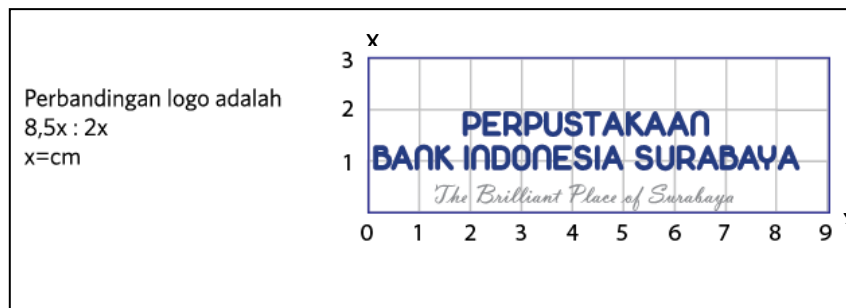 Perbandingan logo adalah
8,5x : 2x
x=cm
x
3
2
1
PERPUSTAKAAN
BANK INDONESIA SURABAYA
The Brilliant Place of Surabaya
0 1 2 3 4 5 6 7 8 9